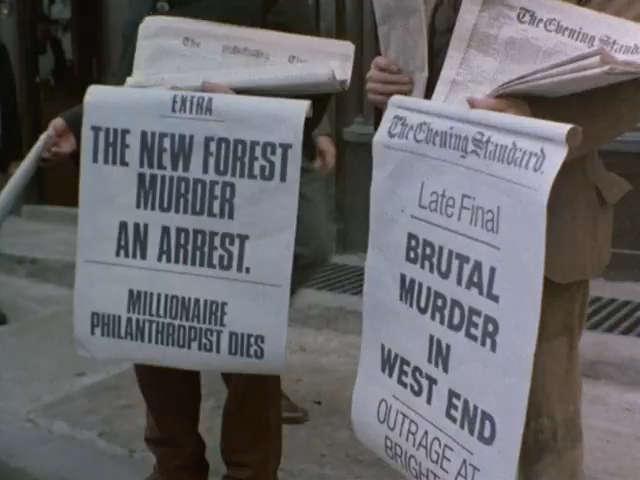 EXTRA
THE NEW FOREST
MURDER
AN ARREST.
MILLIONAIRE
PHILANTHROPIST DIES
The Evening Standard
The Evening Standard.
Late Final
BRUTAL
MURDER
IN
WEST END
OUTRAGE AT